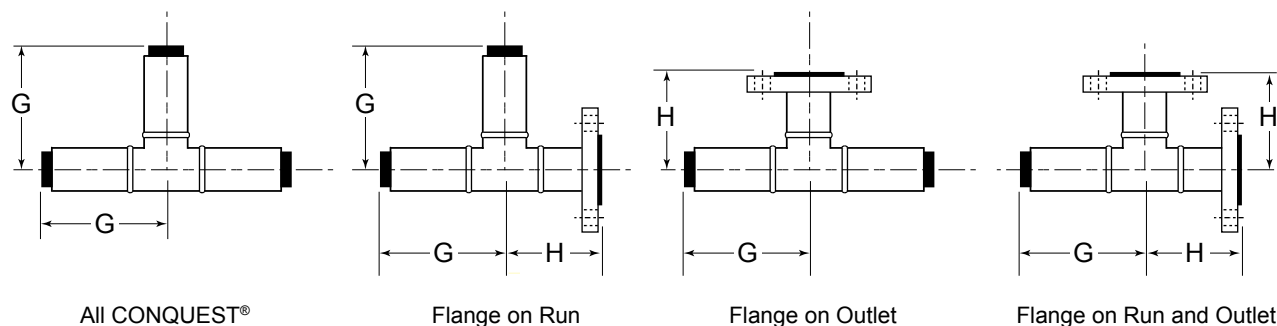 G
G
G
G
H
H
G
H
G
H
All CONQUEST®
Flange on Run
Flange on Outlet
Flange on Run and Outlet